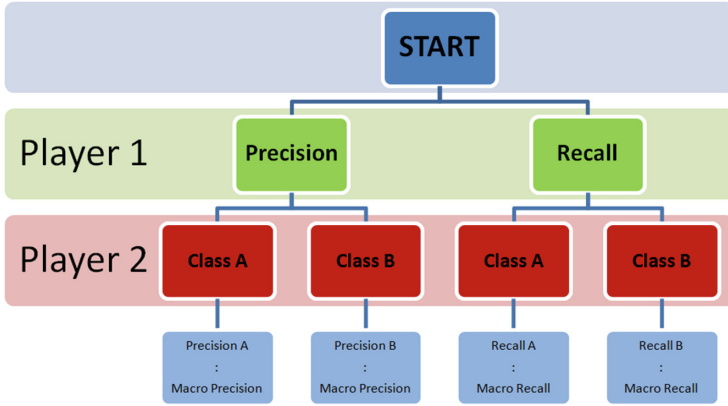 START
Player 1
Precision
Recall
Player 2
Class A
Class B
Class A
Class B
Precision A
:
Macro Precision
Precision B
:
Macro Precision
Recall A
:
Macro Recall
Recall B
:
Macro Recall